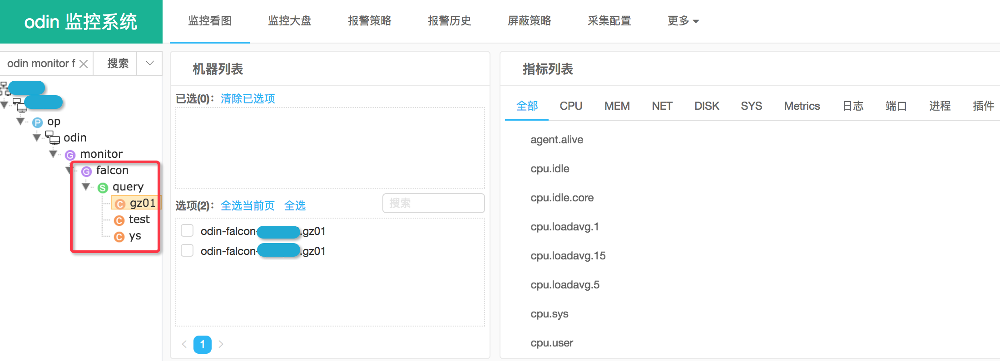 odin 监控系统
监控看图 监控大盘 报警策略 报警历史 屏蔽策略 采集配置 更多
odin monitor f 搜索
op
odin
monitor
falcon
query
gz01
test
ys
机器列表
已选(0)： 清除已选项
选项(2)： 全选当前页 全选 搜索
odin-falcon- .gz01
odin-falcon- .gz01
1
指标列表
全部 CPU MEM NET DISK SYS Metrics 日志 端口 进程 插件
agent.alive
cpu.idle
cpu.idle.core
cpu.loadavg.1
cpu.loadavg.15
cpu.loadavg.5
cpu.sys
cpu.user